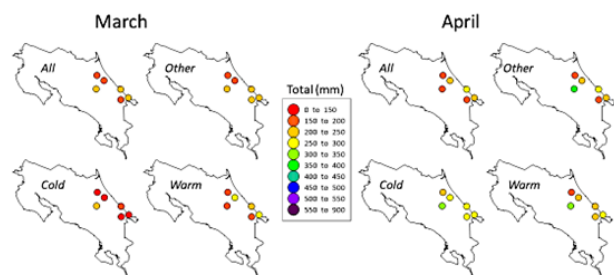 March
April
All
Other
All
Other
Total (mm)
0 to 150
150 to 200
200 to 250
250 to 300
300 to 350
350 to 400
400 to 450
450 to 500
500 to 550
550 to 900
Cold
Warm
Cold
Warm